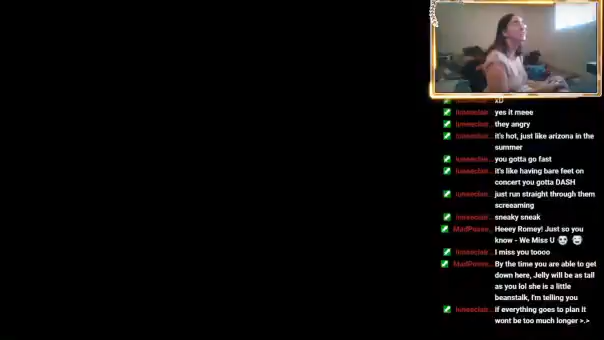 xD
yes it meee
they angry
it's hot, just like arizona in the
summer
you gotta go fast
it's like having bare feet on
concert you gotta DASH
just run straight through them
screeaming
sneaky sneak
Heeey Romey! Just so you
know - We Miss U
I miss you toooo
By the time you are able to get
down here, Jelly will be as tall
as you lol she is a little
beanstalk, I'm telling you
if everything goes to plan it
wont be too much longer >.>